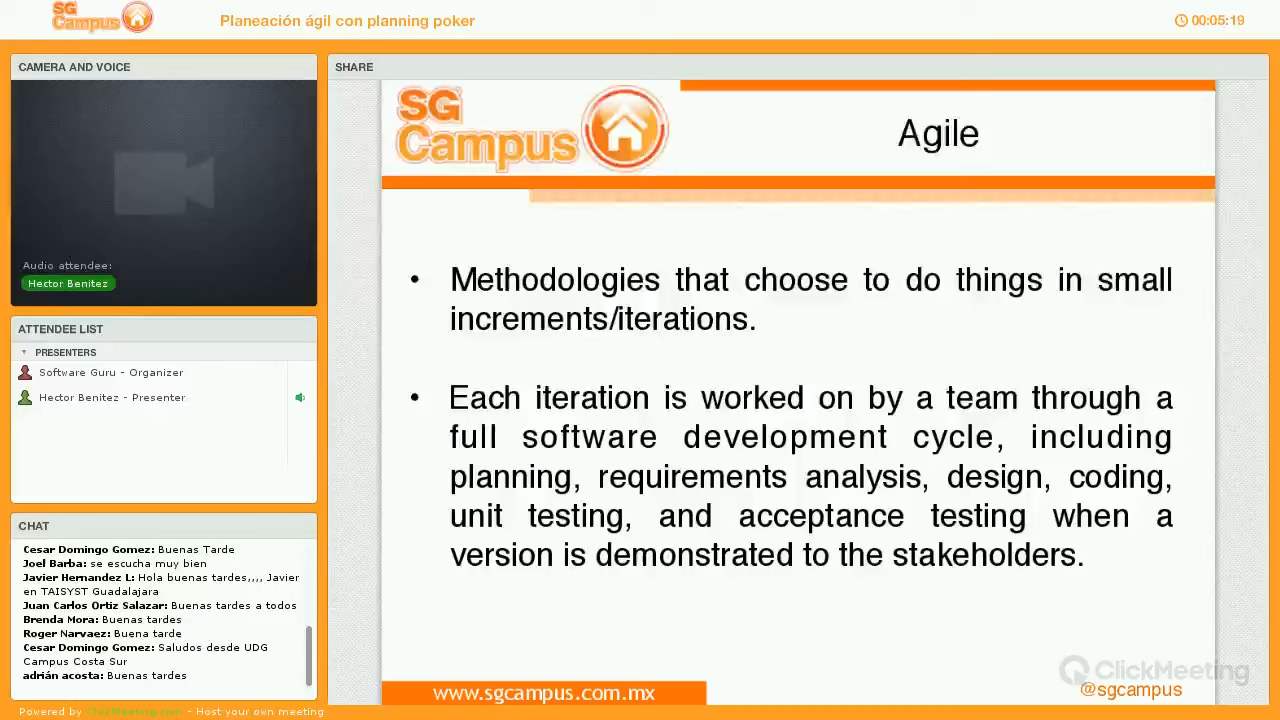 SG
Campus
Planeación ágil con planning poker
00:05:19
CAMERA AND VOICE
Audio attendee:
Hector Benitez
ATTENDEE LIST
PRESENTERS
Software Guru - Organizer
Hector Benitez - Presenter
CHAT
Cesar Domingo Gomez: Buenas Tarde
Joel Barba: se escucha muy bien
Javier Hernandez L: Hola buenas tardes,,,, Javier
en TAISYST Guadalajara
Juan Carlos Ortiz Salazar: Buenas tardes a todos
Brenda Mora: Buenas tardes
Roger Narvaez: Buena tarde
Cesar Domingo Gomez: Saludos desde UDG
Campus Costa Sur
adrián acosta: Buenas tardes
SHARE
SG
Campus
Agile
• Methodologies that choose to do things in small
increments/iterations.
• Each iteration is worked on by a team through a
full software development cycle, including
planning, requirements analysis, design, coding,
unit testing, and acceptance testing when a
version is demonstrated to the stakeholders.
ClickMeeting
www.sgcampus.com.mx
@sgcampus
Powered by ClickMeeting.com - Host your own meeting